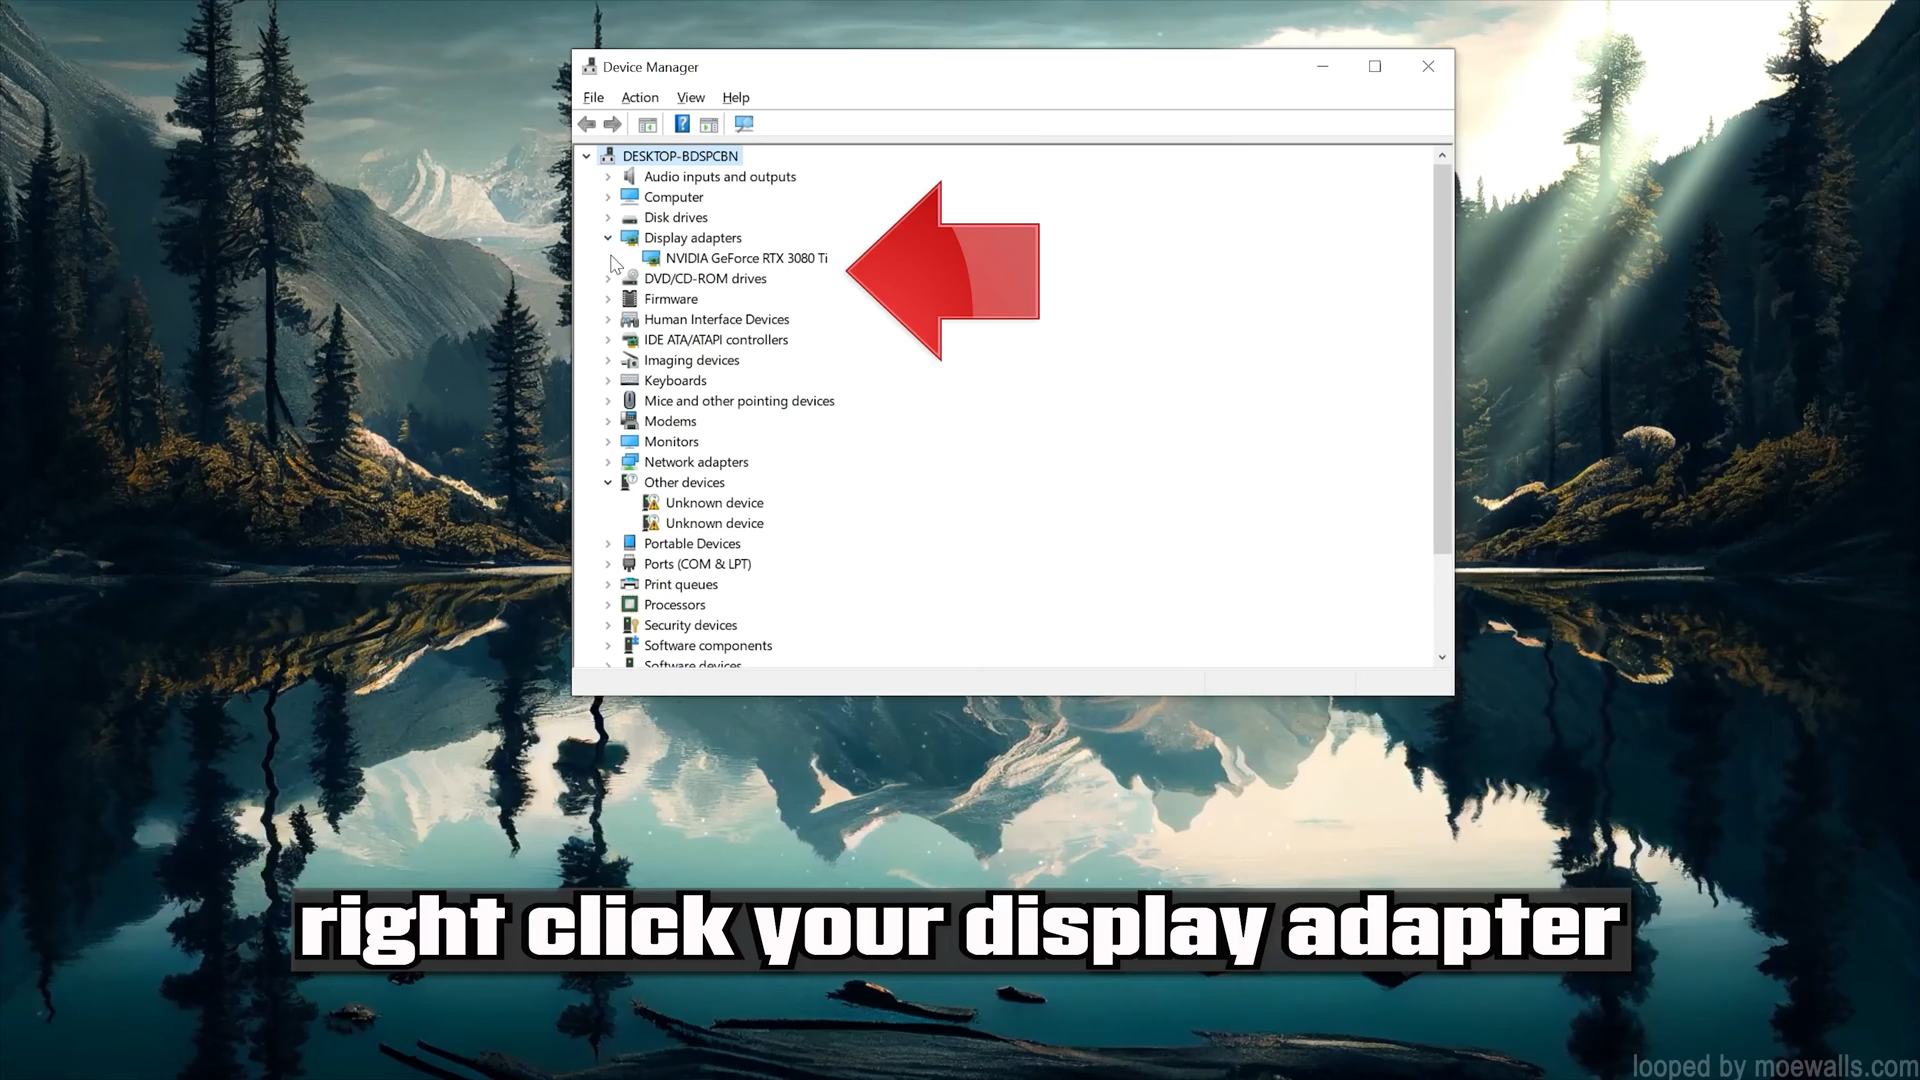 Device Manager
File Action View Help
DESKTOP-BDSPCBN
Audio inputs and outputs
Computer
Disk drives
Display adapters
NVIDIA GeForce RTX 3080 Ti
DVD/CD-ROM drives
Firmware
Human Interface Devices
IDE ATA/ATAPI controllers
Imaging devices
Keyboards
Mice and other pointing devices
Modems
Monitors
Network adapters
Other devices
Unknown device
Unknown device
Portable Devices
Ports (COM & LPT)
Print queues
Processors
Security devices
Software components
Software devices
right click your display adapter
looped by moewalls.com